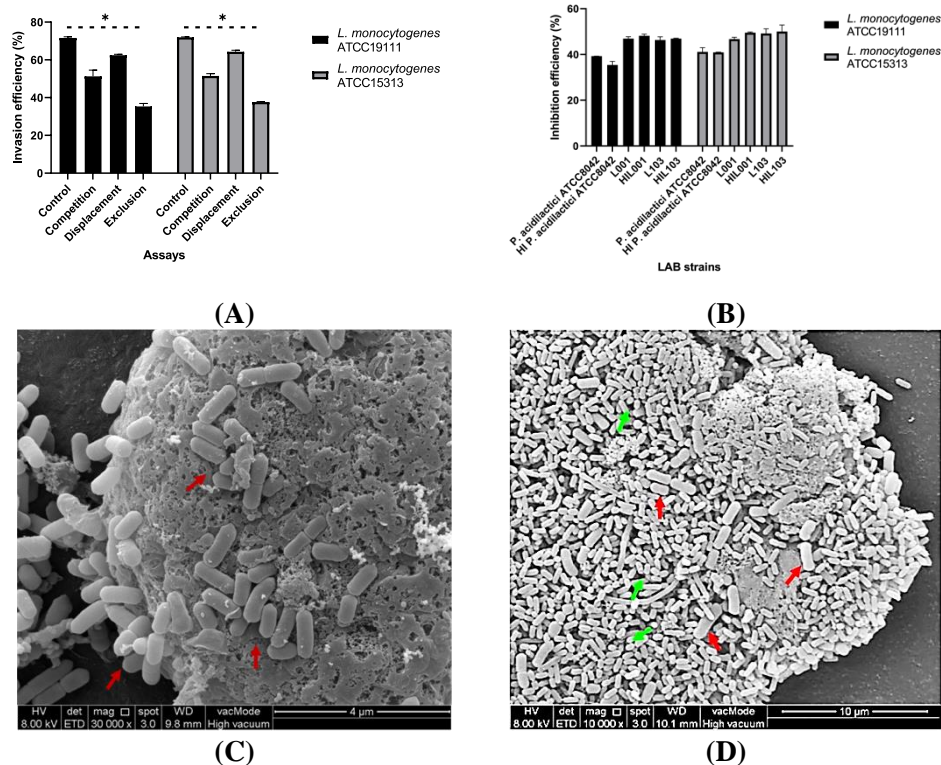 80
60
40
20
0
Invasion efficiency (%)
*
*
Control
Competition
Displacement
Exclusion
Control
Competition
Displacement
Exclusion
Assays
L. monocytogenes
ATCC19111
L. monocytogenes
ATCC15313
(A)
60
40
20
0
Inhibition efficiency (%)
P. acidilactici ATCC8042
HI P. acidilactici ATCC8042
L001
HIL001
L103
HIL103
P. acidilactici ATCC8042
HI P. acidilactici ATCC8042
L001
HIL001
L103
HIL103
LAB strains
L. monocytogenes
ATCC19111
L. monocytogenes
ATCC15313
(B)
HV det mag □ spot WD vacMode
8.00 kV ETD 30 000 x 3.0 9.8 mm High vacuum
4 µm
(C)
HV det mag □ spot WD vacMode
8.00 kV ETD 10 000 x 3.0 10.1 mm High vacuum
10 µm
(D)